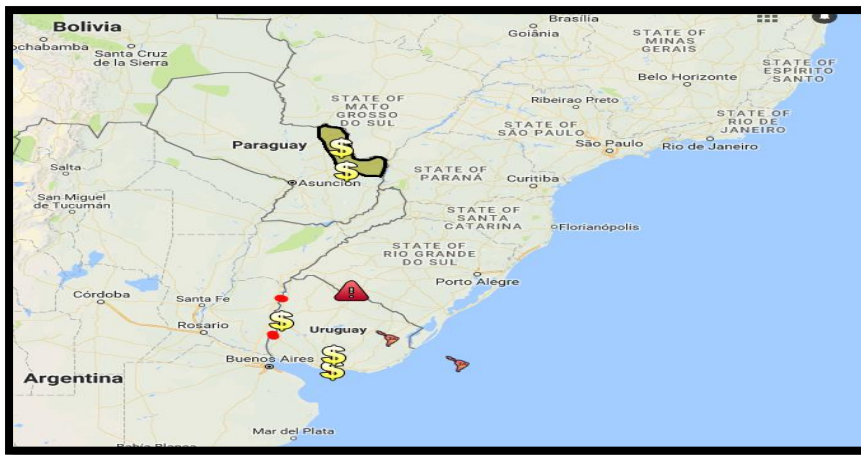 Brasília
Bolivia
Goiânia
STATE OF
MINAS
GERAIS
ochabamba
Santa Cruz
de la Sierra
STATE OF
ESPÍRITO
SANTO
Belo Horizonte
STATE OF
MATO
GROSSO
DO SUL
Ribeirao Preto
STATE OF
RIO DE
JANEIRO
STATE OF
SÃO PAULO
Paraguay
São Paulo
Rio de Janeiro
Salta
STATE OF
PARANÁ
Asunción
Curitiba
San Miguel
de Tucumán
STATE OF
SANTA
CATARINA
Florianópolis
STATE OF
RIO GRANDE
DO SUL
Porto Alegre
Córdoba
Santa Fe
$
$
!
$
Rosario
Uruguay
$
$
Buenos Aires
Argentina
Mar del Plata
Bahía Blanca